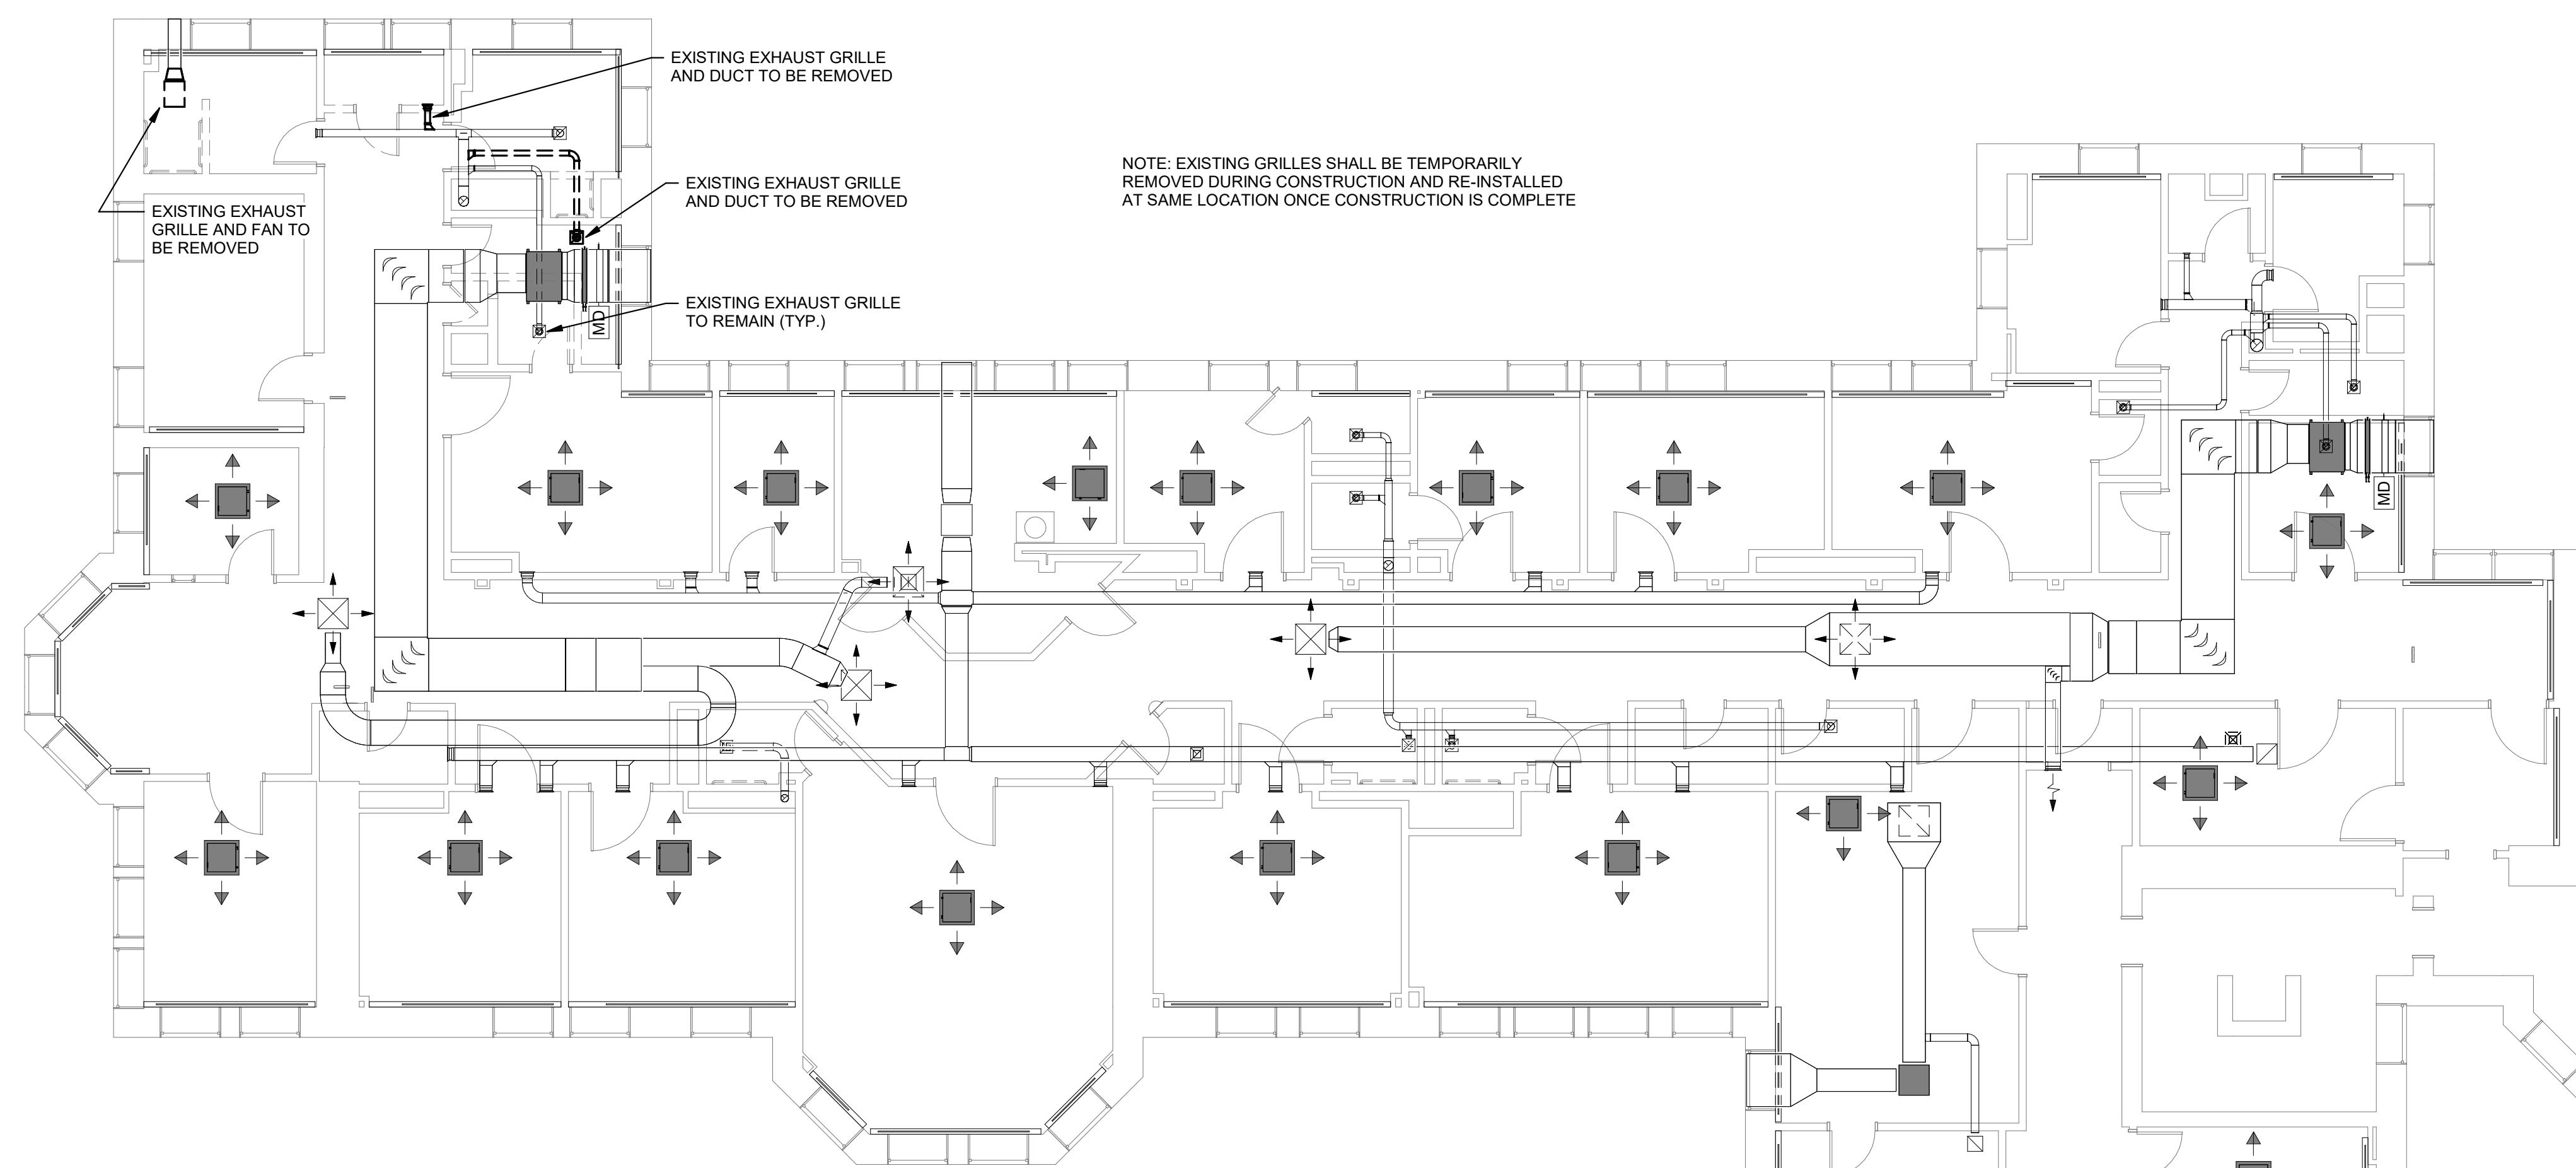 EXISTING EXHAUST GRILLE
AND DUCT TO BE REMOVED
NOTE: EXISTING GRILLES SHALL BE TEMPORARILY
REMOVED DURING CONSTRUCTION AND RE-INSTALLED
AT SAME LOCATION ONCE CONSTRUCTION IS COMPLETE
EXISTING EXHAUST GRILLE
AND DUCT TO BE REMOVED
EXISTING EXHAUST
GRILLE AND FAN TO
BE REMOVED
EXISTING EXHAUST GRILLE
TO REMAIN (TYP.)
MD
MD